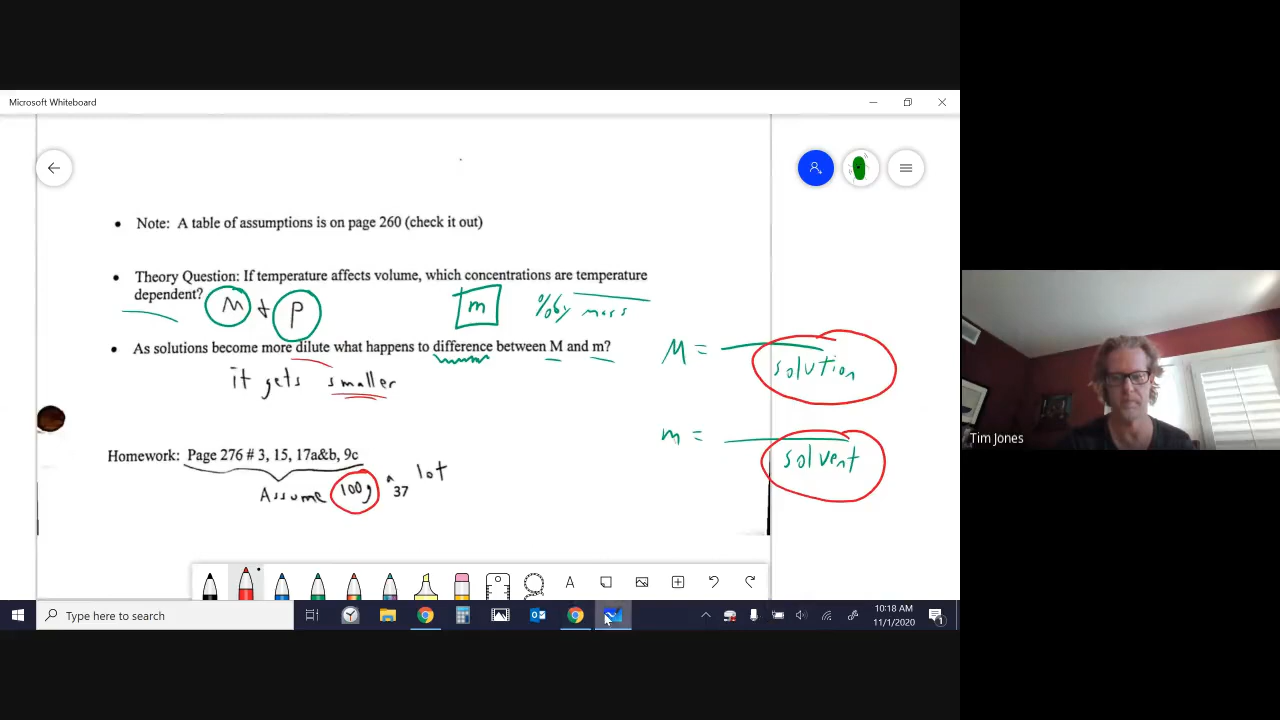 Microsoft Whiteboard
• Note: A table of assumptions is on page 260 (check it out)
• Theory Question: If temperature affects volume, which concentrations are temperature
dependent?
M + P
m
% by mass
• As solutions become more dilute what happens to difference between M and m?
it gets smaller
M = solution
m = solvent
Homework: Page 276 # 3, 15, 17a&b, 9c
Assume 100g a lot
37
Tim Jones
Type here to search
10:18 AM
11/1/2020
1